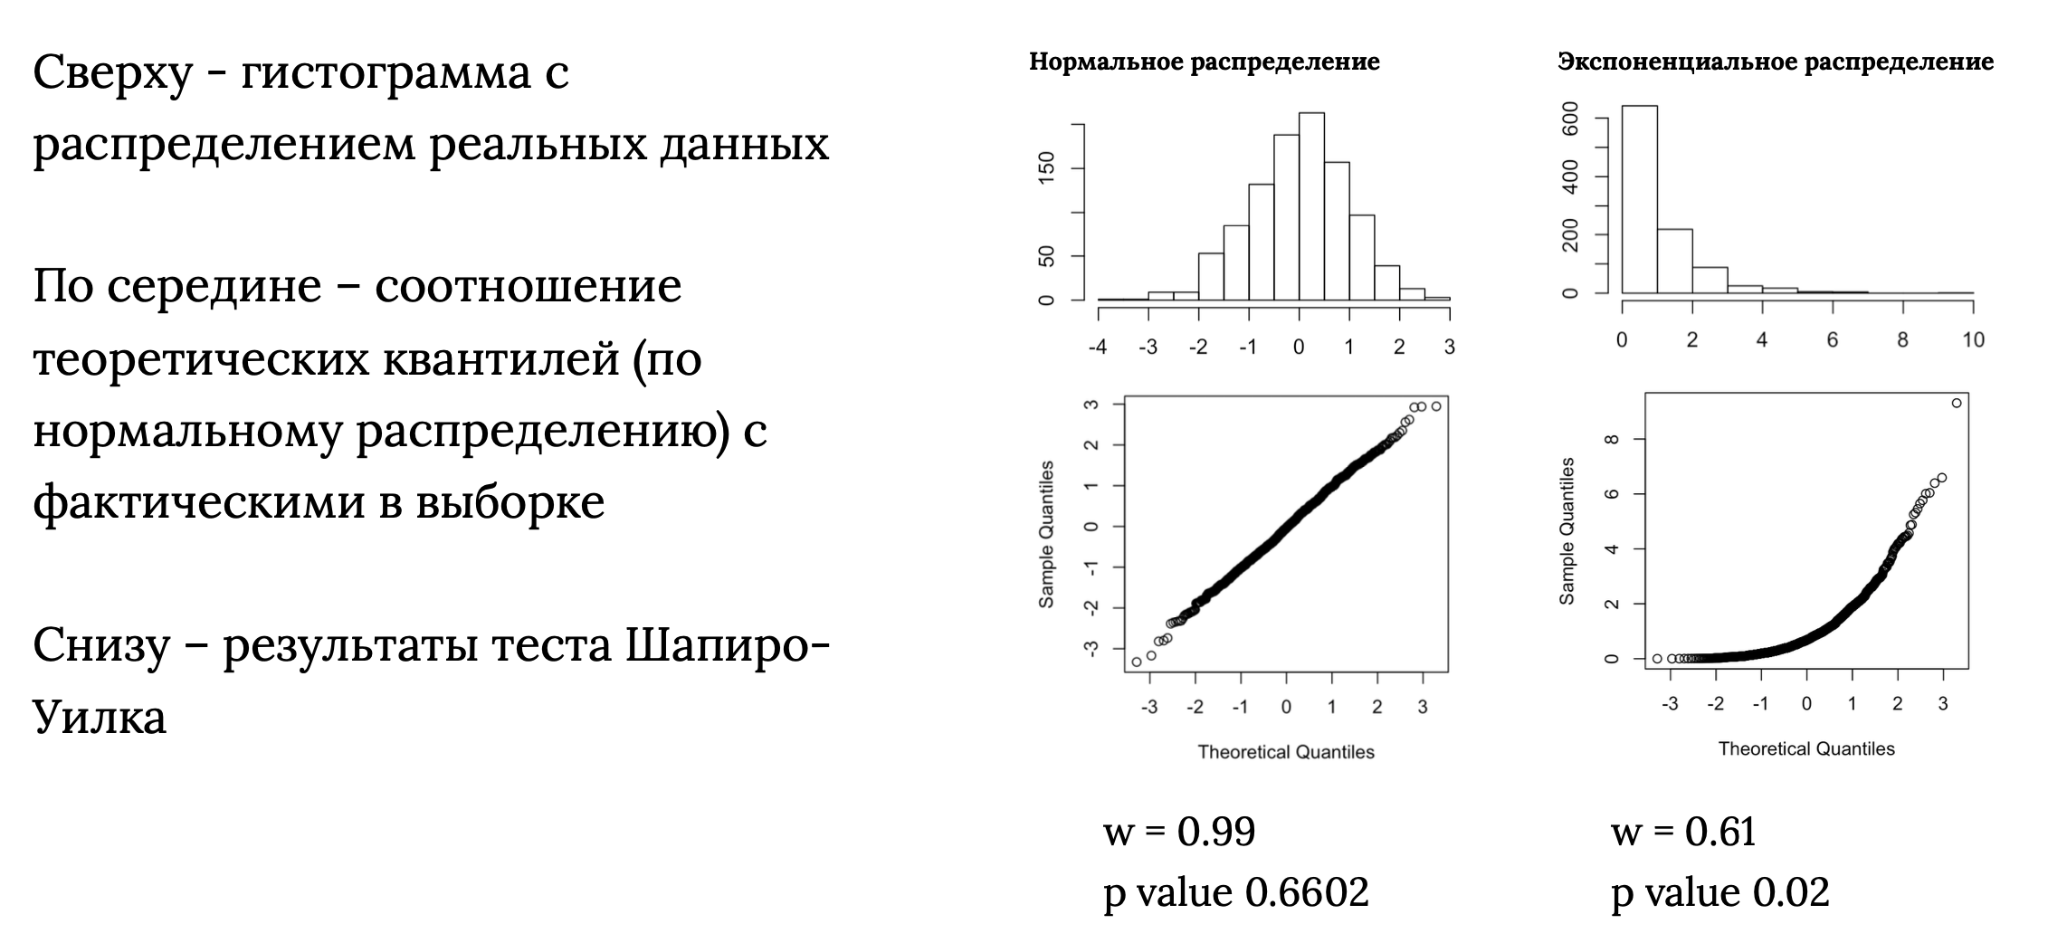 Сверху - гистограмма с
распределением реальных данных
По середине – соотношение
теоретических квантилей (по
нормальному распределению) с
фактическими в выборке
Снизу – результаты теста Шапиро-
Уилка
Нормальное распределение
150
50
0
-4 -3 -2 -1 0 1 2 3
Sample Quantiles
3
2
1
0
-1
-2
-3
-3 -2 -1 0 1 2 3
Theoretical Quantiles
w = 0.99
p value 0.6602
Экспоненциальное распределение
600
400
200
0
0 2 4 6 8 10
Sample Quantiles
8
6
4
2
0
-3 -2 -1 0 1 2 3
Theoretical Quantiles
w = 0.61
p value 0.02